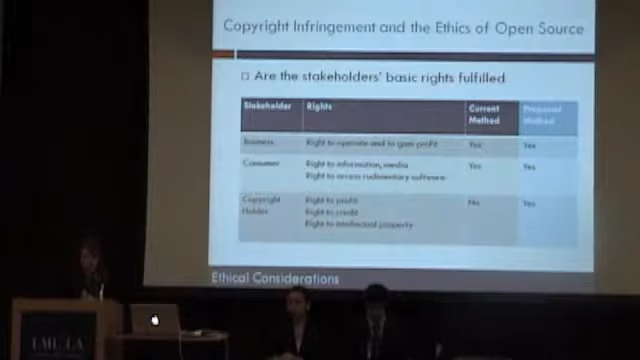 Copyright Infringement and the Ethics of Open Source
Are the stakeholders' basic rights fulfilled
Stakeholder Rights Current Method Proposed Method
Business Right to operate and to gain profit Yes Yes
Consumer Right to information, media Yes Yes
Right to access rudimentary software
Copyright Holder Right to profit No Yes
Right to credit
Right to intellectual property
Ethical Considerations
LMU LA